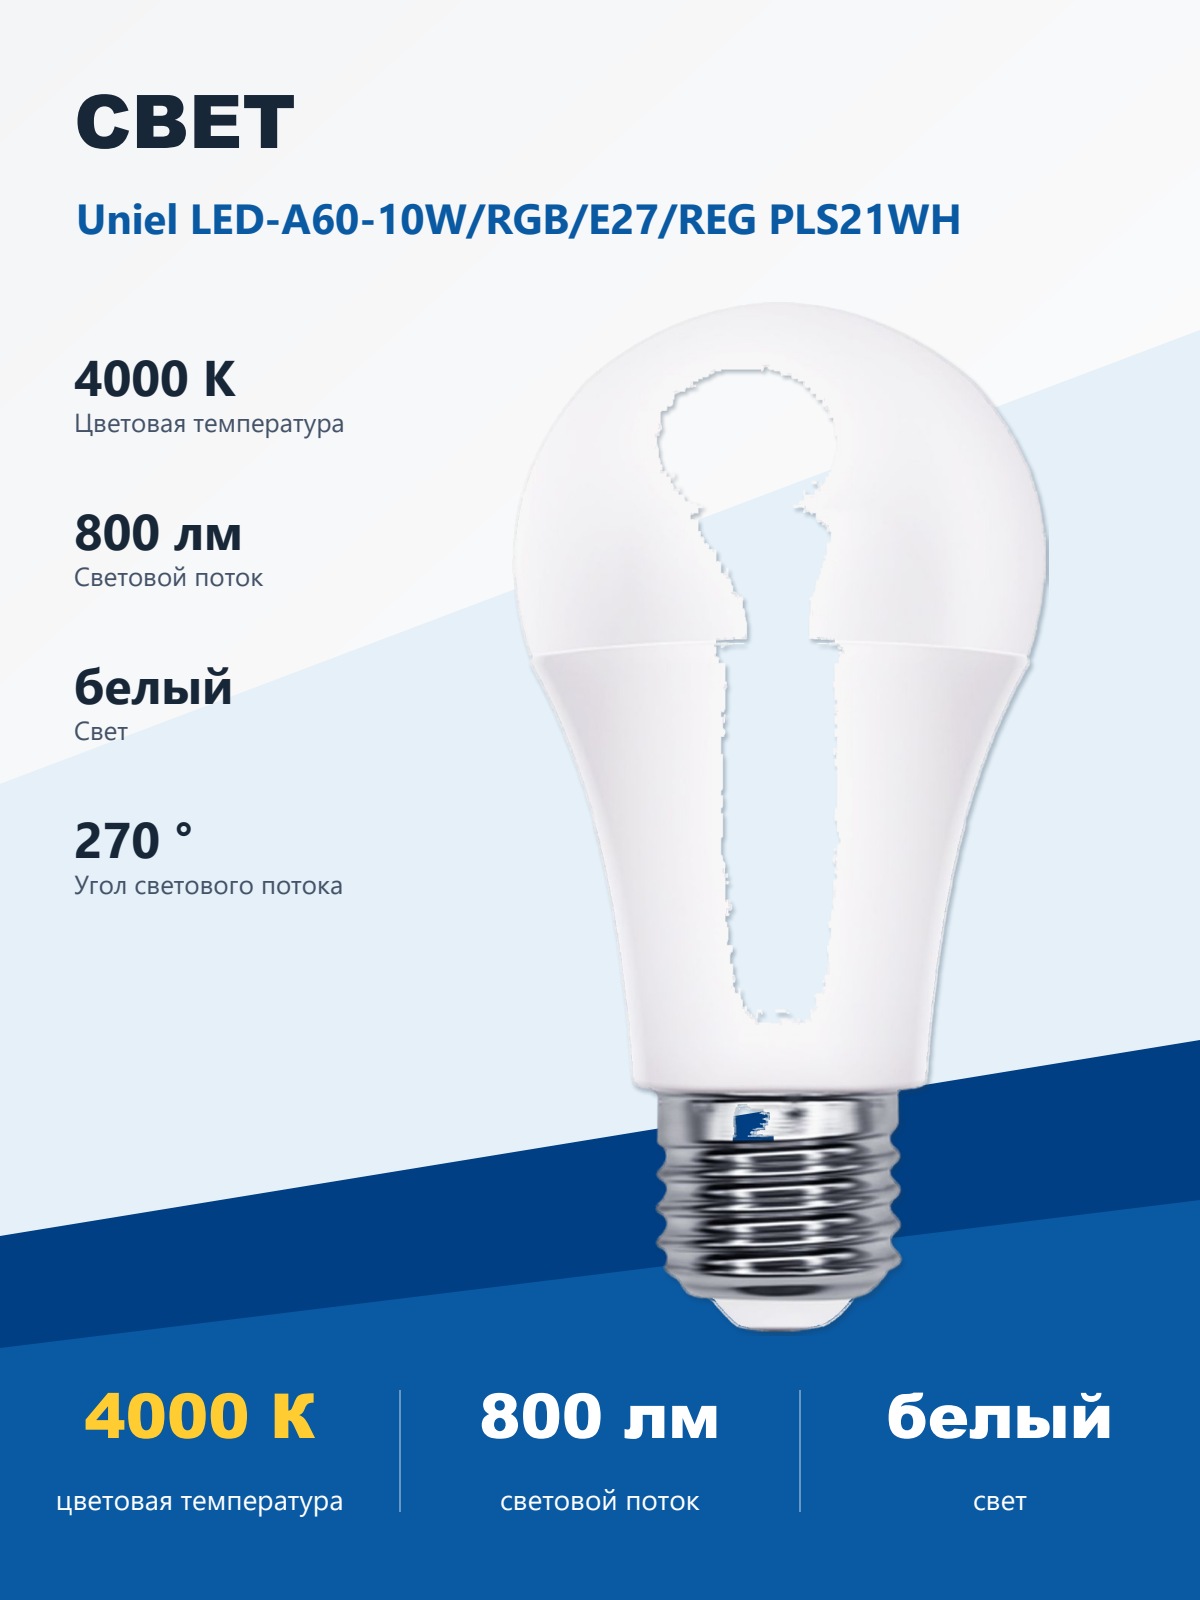 СВЕТ
Uniel LED-A60-10W/RGB/E27/REG PLS21WH
4000 К
Цветовая температура
800 лм
Световой поток
белый
Свет
270 °
Угол светового потока
4000 К
цветовая температура
800 лм
световой поток
белый
свет